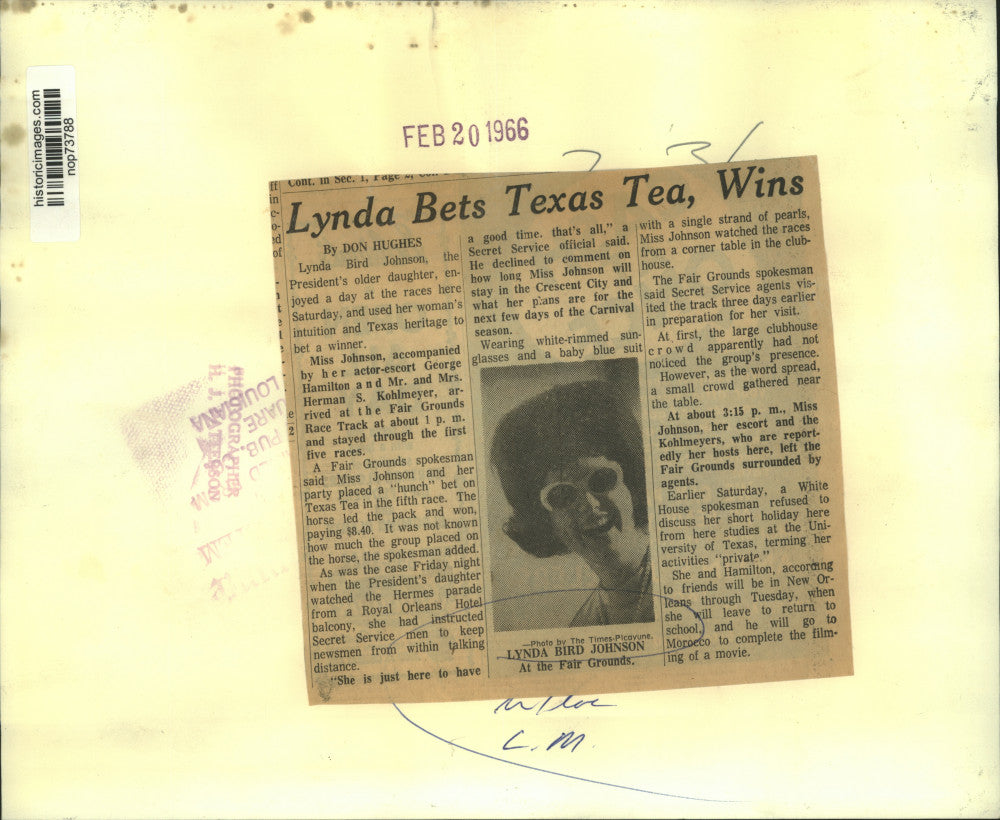 historicimages.com
nop73788
FEB 20 1966
Cont. in Sec. 1, Page 2,
Lynda Bets Texas Tea, Wins
By DON HUGHES
Lynda Bird Johnson, the
President's older daughter, en-
joyed a day at the races here
Saturday, and used her woman's
intuition and Texas heritage to
bet a winner.
Miss Johnson, accompanied
by her actor-escort George
Hamilton and Mr. and Mrs.
Herman S. Kohlmeyer, ar-
rived at the Fair Grounds
Race Track at about 1 p. m.
and stayed through the first
five races.
A Fair Grounds spokesman
said Miss Johnson and her
party placed a "hunch" bet on
Texas Tea in the fifth race. The
horse led the pack and won,
paying $8.40. It was not known
how much the group placed on
the horse, the spokesman added.
As was the case Friday night
when the President's daughter
watched the Hermes parade
from a Royal Orleans Hotel
balcony, she had instructed
Secret Service men to keep
newsmen from within talking
distance.
"She is just here to have
a good time. that's all," a
Secret Service official said.
He declined to comment on
how long Miss Johnson will
stay in the Crescent City and
what her plans are for the
next few days of the Carnival
season.
Wearing white-rimmed sun-
glasses and a baby blue suit
—Photo by The Times-Picayune.
LYNDA BIRD JOHNSON
At the Fair Grounds.
with a single strand of pearls,
Miss Johnson watched the races
from a corner table in the club-
house.
The Fair Grounds spokesman
said Secret Service agents vis-
ited the track three days earlier
in preparation for her visit.
At first, the large clubhouse
crowd apparently had not
noticed the group's presence.
However, as the word spread,
a small crowd gathered near
the table.
At about 3:15 p. m., Miss
Johnson, her escort and the
Kohlmeyers, who are report-
edly her hosts here, left the
Fair Grounds surrounded by
agents.
Earlier Saturday, a White
House spokesman refused to
discuss her short holiday here
from here studies at the Uni-
versity of Texas, terming her
activities "private."
She and Hamilton, according
to friends will be in New Or-
leans through Tuesday, when
she will leave to return to
school, and he will go to
Morocco to complete the film-
ing of a movie.
PHOTOGRAPHER
LOUISIANA
L. M.